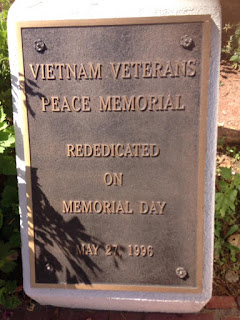 VIETNAM VETERANS
PEACE MEMORIAL
REDEDICATED
ON
MEMORIAL DAY
MAY 27, 1996